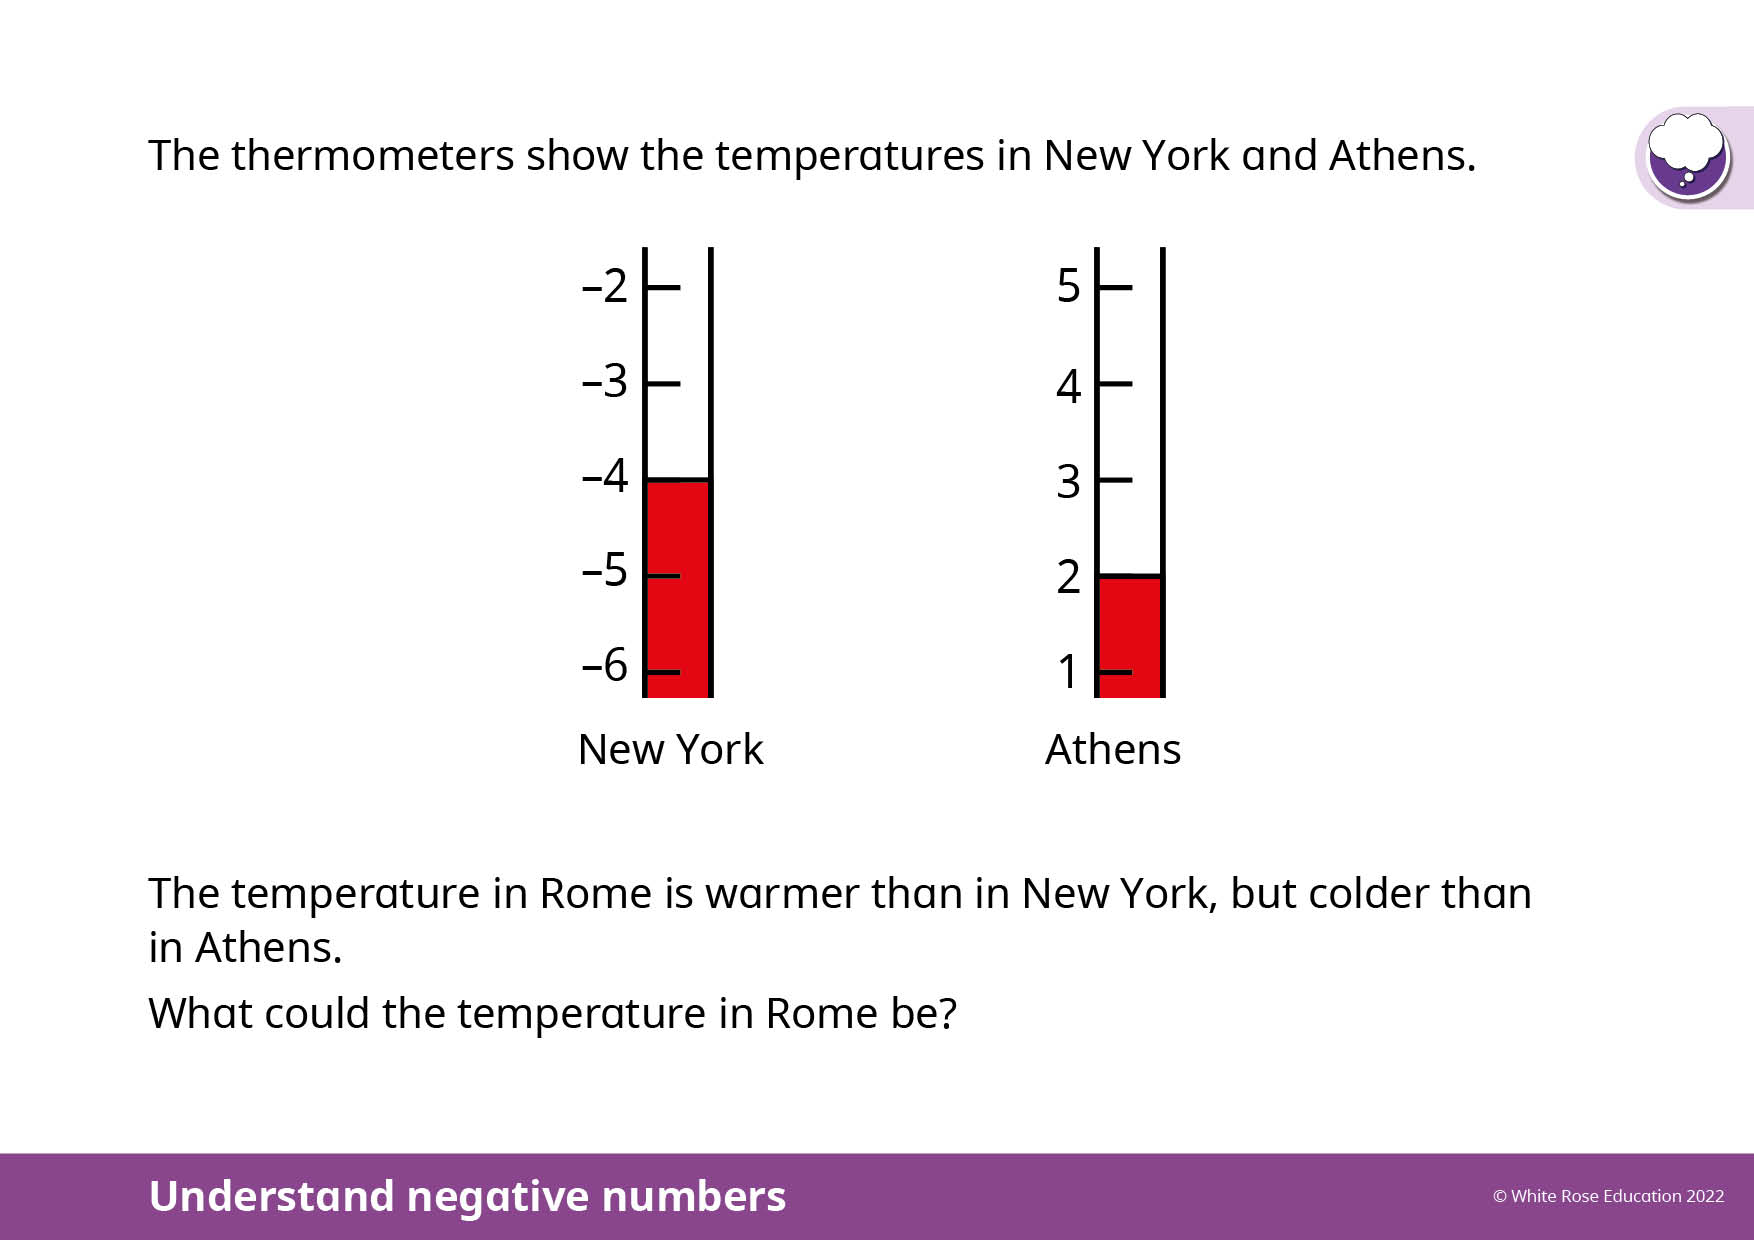 The thermometers show the temperatures in New York and Athens.
–2
–3
–4
–5
–6
New York
5
4
3
2
1
Athens
The temperature in Rome is warmer than in New York, but colder than
in Athens.
What could the temperature in Rome be?
Understand negative numbers
© White Rose Education 2022